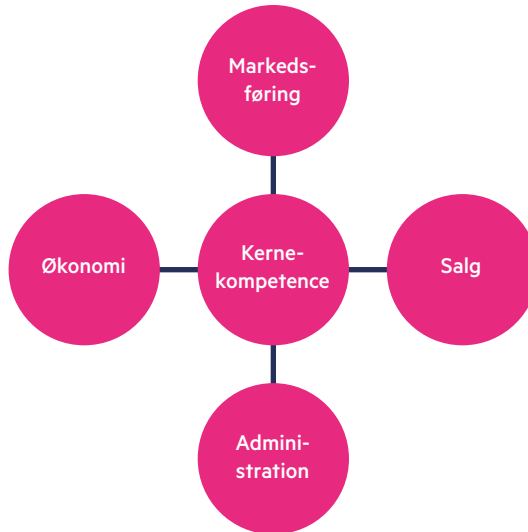 Markeds-
føring
Økonomi
Kerne-
kompetence
Salg
Admini-
stration